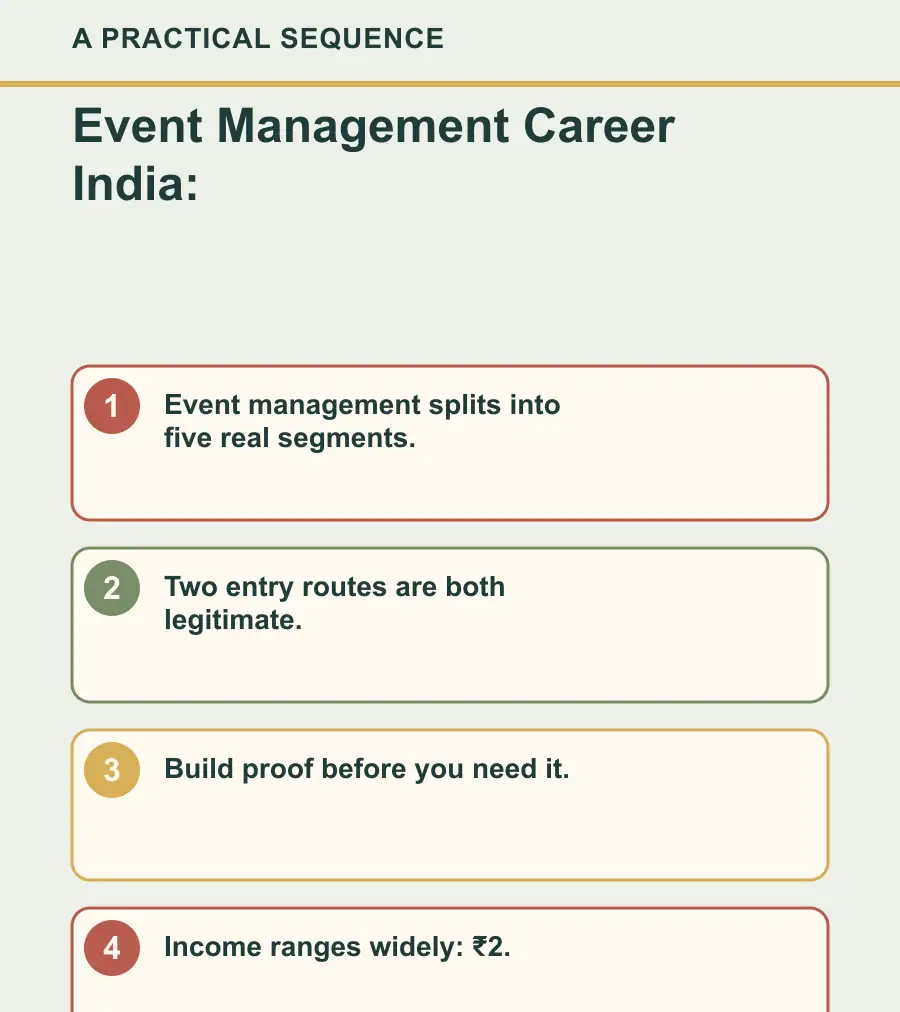 A PRACTICAL SEQUENCE
Event Management Career
India:
1
Event management splits into
five real segments.
2
Two entry routes are both
legitimate.
3
Build proof before you need it.
4
Income ranges widely: ₹2.